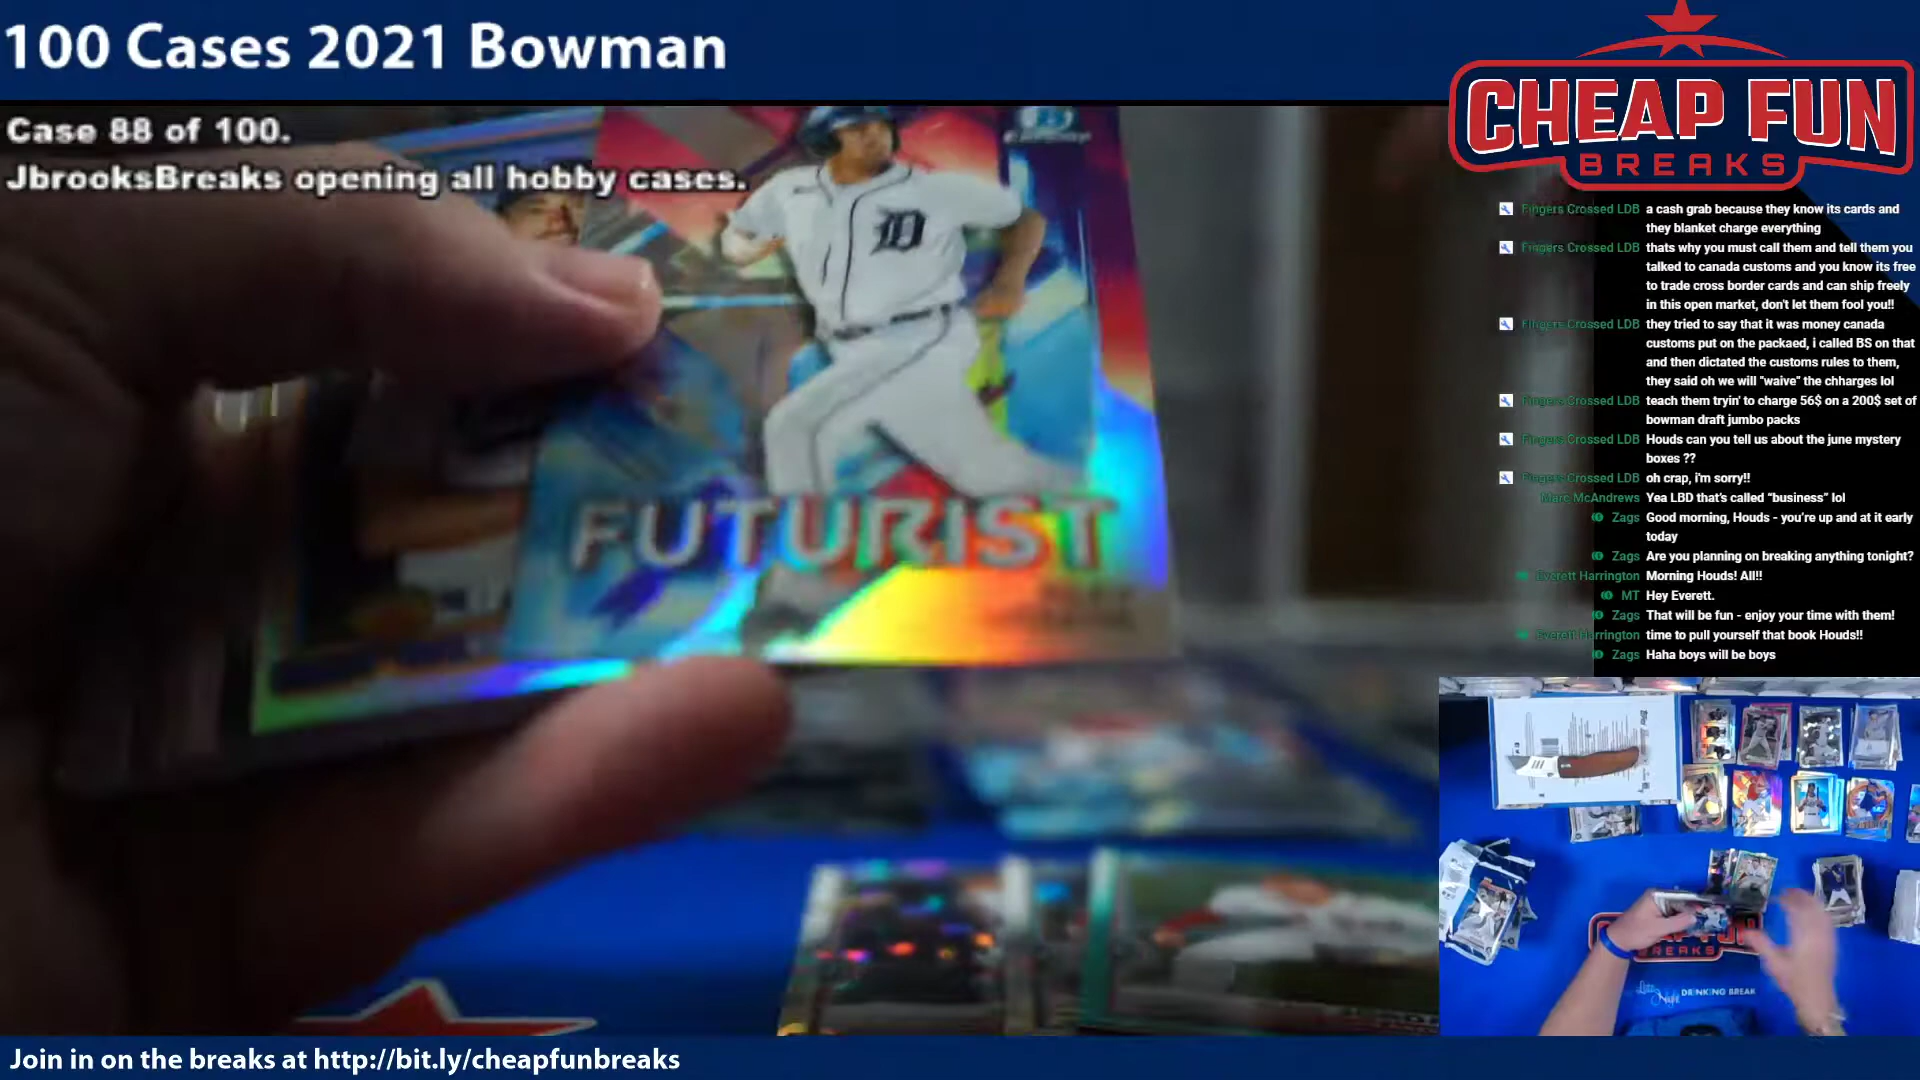 100 Cases 2021 Bowman
CHEAP FUN
BREAKS
Case 88 of 100.
JbrooksBreaks opening all hobby cases.
D
FUTURIST
Fingers Crossed LDB a cash grab because they know its cards and
they blanket charge everything
Fingers Crossed LDB thats why you must call them and tell them you
talked to canada customs and you know its free
to trade cross border cards and can ship freely
in this open market, don't let them fool you!!
Fingers Crossed LDB they tried to say that it was money canada
customs put on the packaed, i called BS on that
and then dictated the customs rules to them,
they said oh we will "waive" the chharges lol
Fingers Crossed LDB teach them tryin' to charge 56$ on a 200$ set of
bowman draft jumbo packs
Fingers Crossed LDB Houds can you tell us about the june mystery
boxes ??
Fingers Crossed LDB oh crap, i'm sorry!!
Marc McAndrews Yea LBD that's called “business” lol
Zags Good morning, Houds - you're up and at it early
today
Zags Are you planning on breaking anything tonight?
Everett Harrington Morning Houds! All!!
MT Hey Everett.
Zags That will be fun - enjoy your time with them!
Everett Harrington time to pull yourself that book Houds!!
Zags Haha boys will be boys
BREAKS
DRINKING BREAK
Join in on the breaks at http://bit.ly/cheapfunbreaks